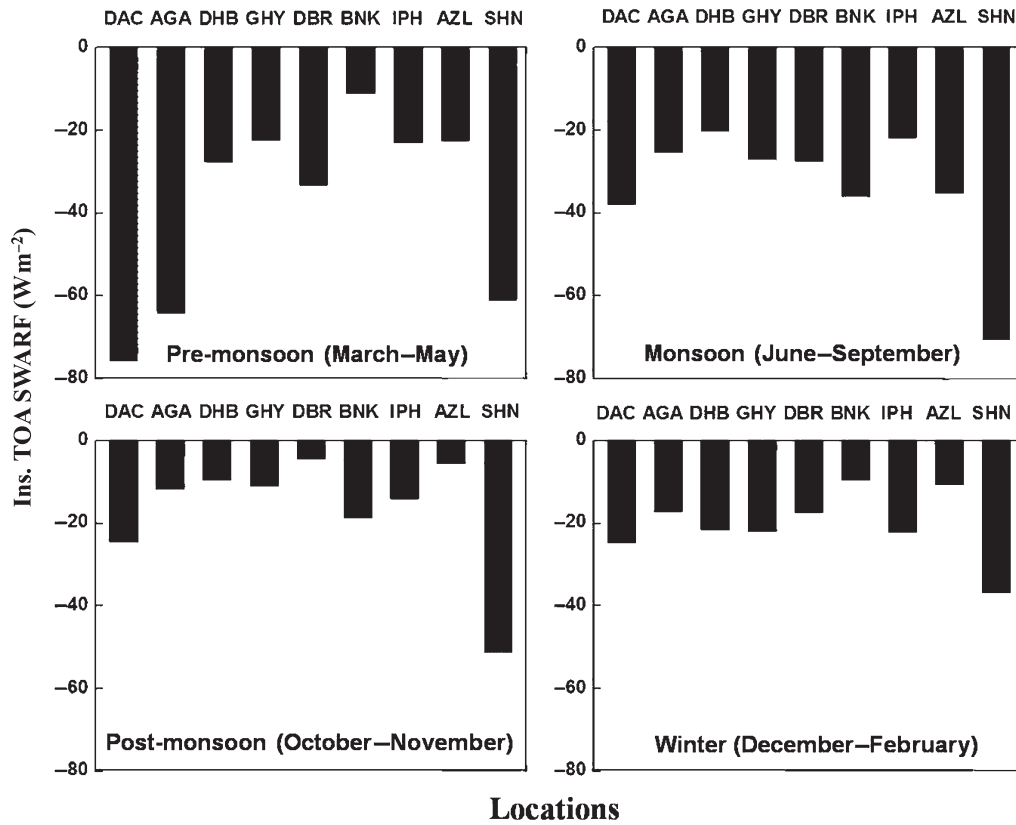 DAC AGA DHB GHY DBR BNK IPH AZL SHN
0
−20
−40
−60
−80
Pre-monsoon (March–May)
DAC AGA DHB GHY DBR BNK IPH AZL SHN
0
−20
−40
−60
−80
Monsoon (June–September)
DAC AGA DHB GHY DBR BNK IPH AZL SHN
0
−20
−40
−60
−80
Post-monsoon (October–November)
DAC AGA DHB GHY DBR BNK IPH AZL SHN
0
−20
−40
−60
−80
Winter (December–February)
Ins. TOA SWARF (W m⁻²)
Locations